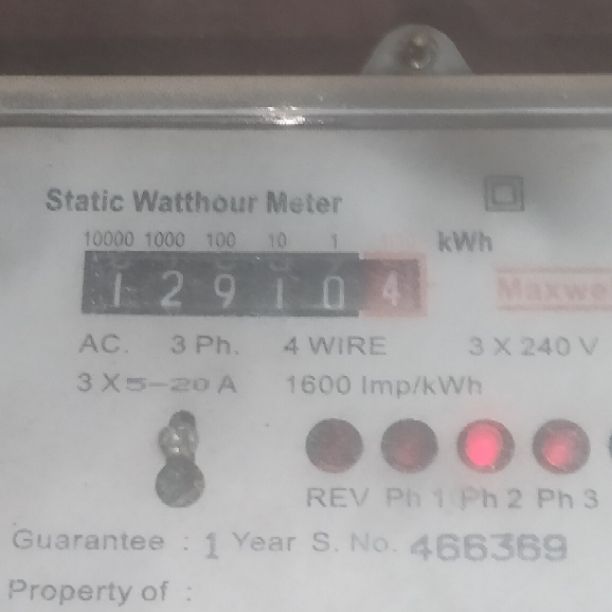 Static Watthour Meter
10000 1000 100 10 1 kWh
1 2 9 1 0 4
AC. 3 Ph. 4 WIRE 3 X 240 V
3 X 5-20 A 1600 Imp/kWh
REV Ph 1 Ph 2 Ph 3
Guarantee : 1 Year S. No. 466369
Property of :